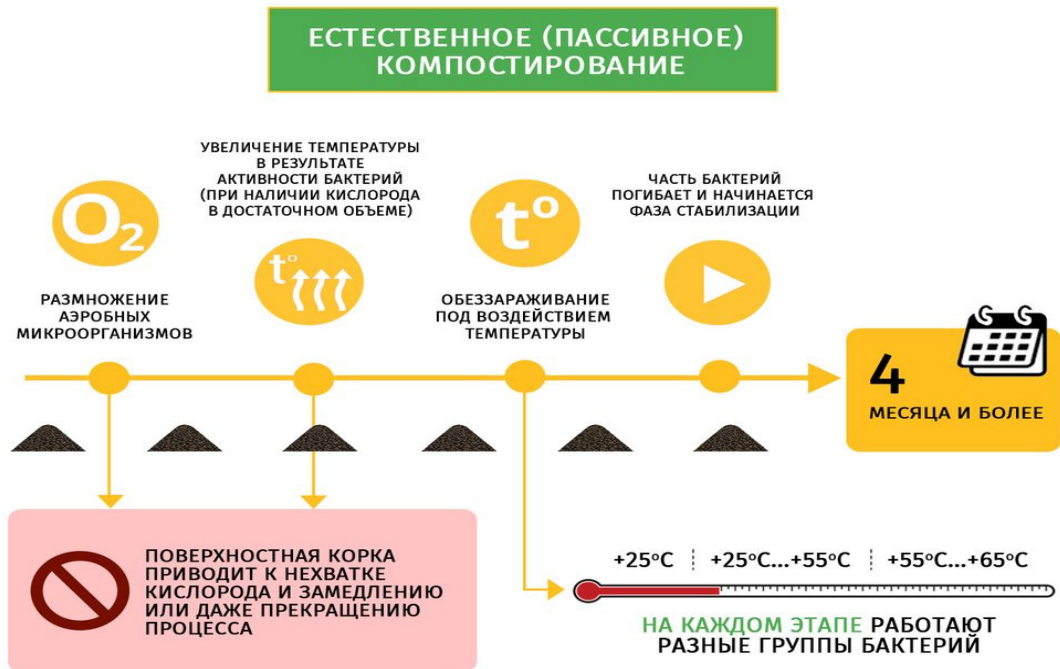 ЕСТЕСТВЕННОЕ (ПАССИВНОЕ)
КОМПОСТИРОВАНИЕ
O2
РАЗМНОЖЕНИЕ
АЭРОБНЫХ
МИКРООРГАНИЗМОВ
УВЕЛИЧЕНИЕ ТЕМПЕРАТУРЫ
В РЕЗУЛЬТАТЕ
АКТИВНОСТИ БАКТЕРИЙ
(ПРИ НАЛИЧИИ КИСЛОРОДА
В ДОСТАТОЧНОМ ОБЪЕМЕ)
t°
t°
ОБЕЗЗАРАЖИВАНИЕ
ПОД ВОЗДЕЙСТВИЕМ
ТЕМПЕРАТУРЫ
ЧАСТЬ БАКТЕРИЙ
ПОГИБАЕТ И НАЧИНАЕТСЯ
ФАЗА СТАБИЛИЗАЦИИ
4
МЕСЯЦА И БОЛЕЕ
ПОВЕРХНОСТНАЯ КОРКА
ПРИВОДИТ К НЕХВАТКЕ
КИСЛОРОДА И ЗАМЕДЛЕНИЮ
ИЛИ ДАЖЕ ПРЕКРАЩЕНИЮ
ПРОЦЕССА
+25°C +25°C...+55°C +55°C...+65°C
НА КАЖДОМ ЭТАПЕ РАБОТАЮТ
РАЗНЫЕ ГРУППЫ БАКТЕРИЙ